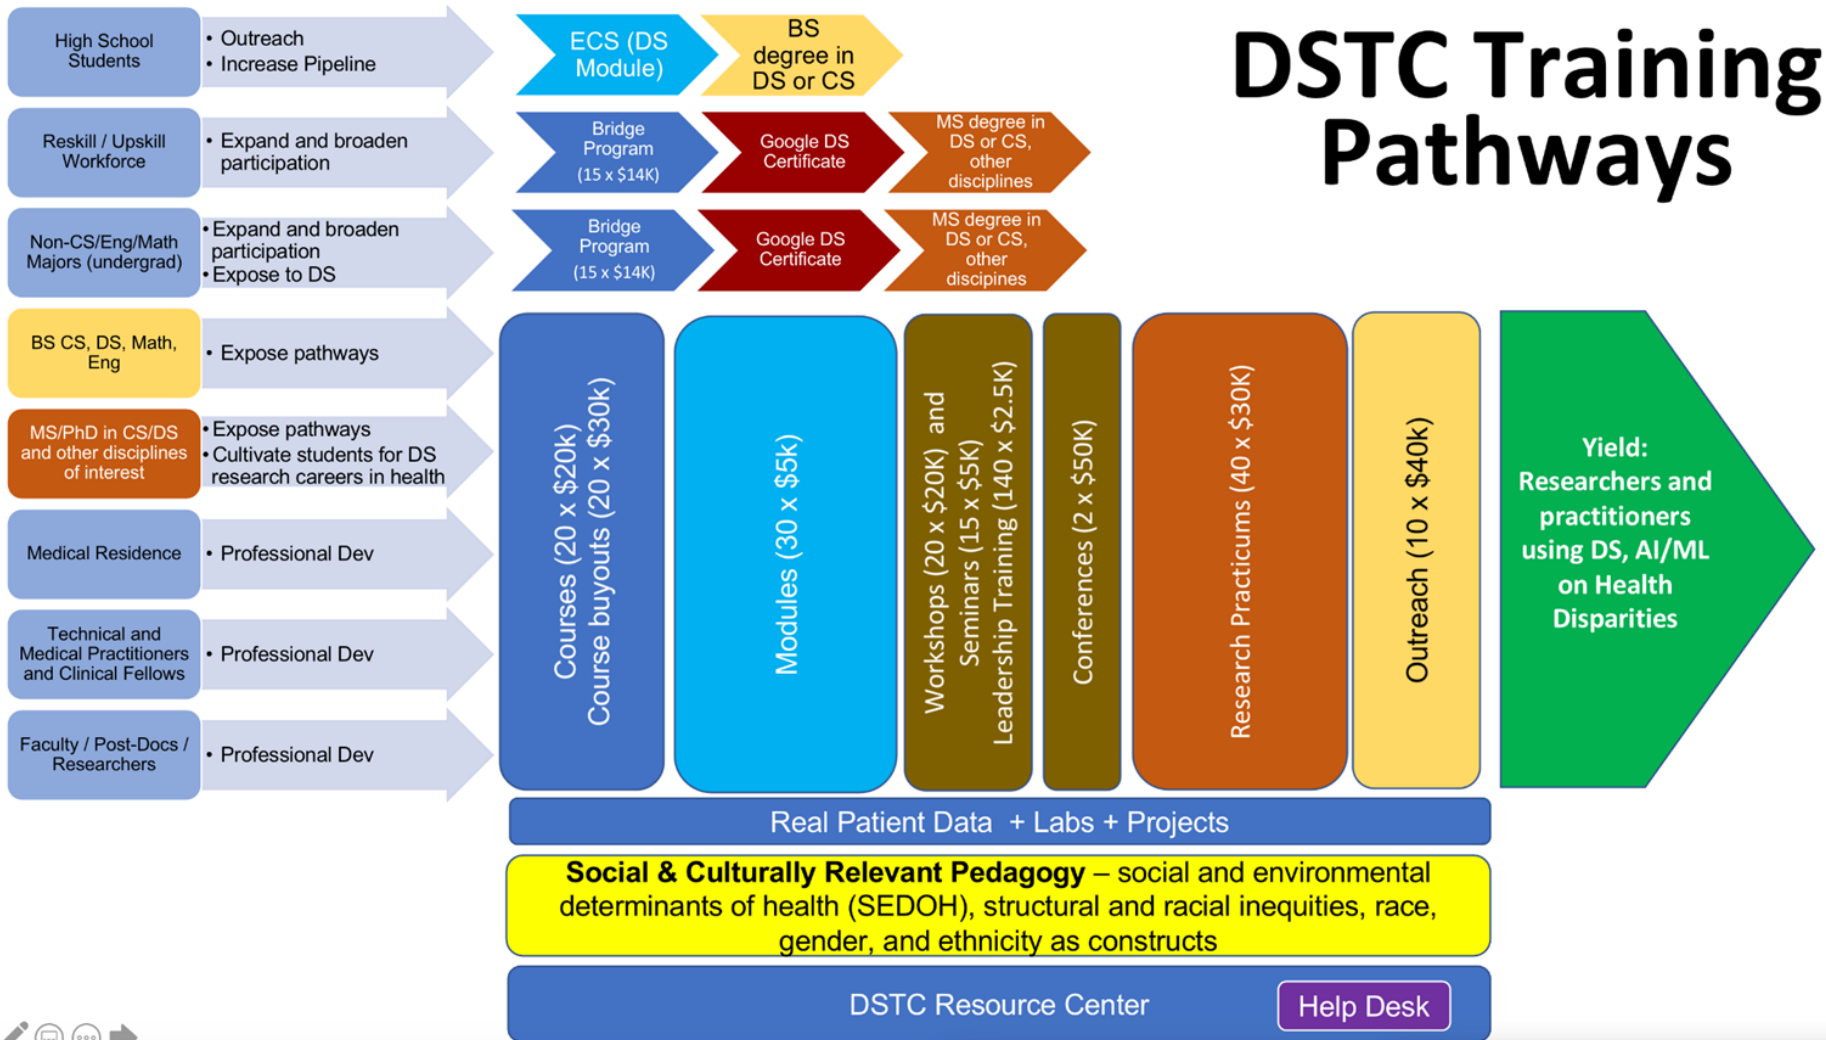 DSTC Training
Pathways
High School
Students
• Outreach
• Increase Pipeline
ECS (DS
Module)
BS
degree in
DS or CS
Reskill / Upskill
Workforce
• Expand and broaden
participation
Bridge
Program
(15 x $14K)
Google DS
Certificate
MS degree in
DS or CS,
other
disciplines
Non-CS/Eng/Math
Majors (undergrad)
• Expand and broaden
participation
• Expose to DS
Bridge
Program
(15 x $14K)
Google DS
Certificate
MS degree in
DS or CS,
other
discipines
BS CS, DS, Math,
Eng
• Expose pathways
MS/PhD in CS/DS
and other disciplines
of interest
• Expose pathways
• Cultivate students for DS
research careers in health
Medical Residence
• Professional Dev
Technical and
Medical Practitioners
and Clinical Fellows
• Professional Dev
Faculty / Post-Docs /
Researchers
• Professional Dev
Courses (20 x $20k)
Course buyouts (20 x $30k)
Modules (30 x $5k)
Workshops (20 x $20K) and
Seminars (15 x $5K)
Leadership Training (140 x $2.5K)
Conferences (2 x $50K)
Research Practicums (40 x $30K)
Outreach (10 x $40k)
Yield:
Researchers and
practitioners
using DS, AI/ML
on Health
Disparities
Real Patient Data + Labs + Projects
Social & Culturally Relevant Pedagogy – social and environmental
determinants of health (SEDOH), structural and racial inequities, race,
gender, and ethnicity as constructs
DSTC Resource Center
Help Desk